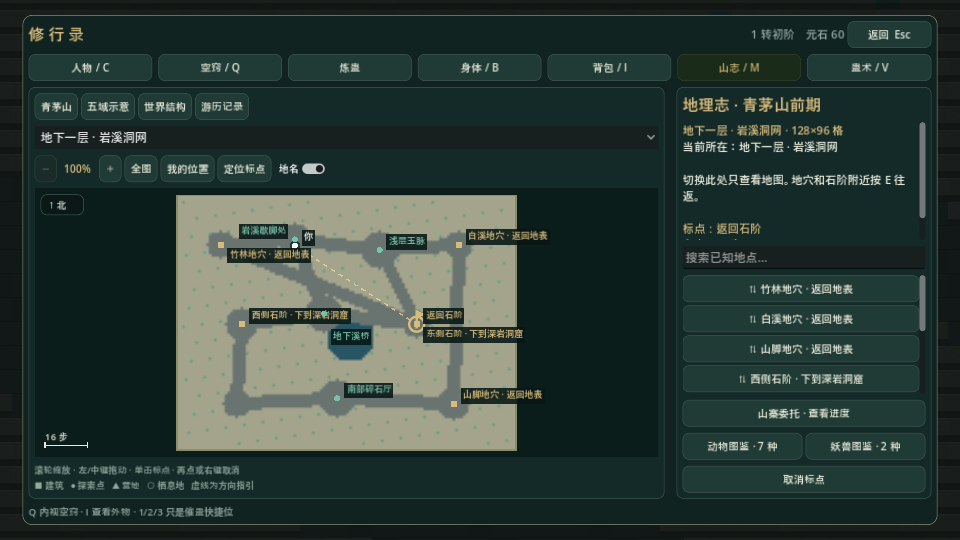 修行录
1 转初阶 元石 60 返回 Esc
人物 / C 空窍 / Q 炼蛊 身体 / B 背包 / I 山志 / M 蛊术 / V
青茅山 五域示意 世界结构 游历记录
地下一层 · 岩溪洞网
− 100% + 全图 我的位置 定位标点 地名
↑ 北
岩溪歇脚处
你
浅层玉脉
白溪地穴 · 返回地表
竹林地穴 · 返回地表
西侧石阶 · 下到深岩洞窟
返回石阶
东侧石阶 · 下到深岩洞窟
地下溪桥
南部碎石厅
山脚地穴 · 返回地表
16 步
滚轮缩放 · 左/中键拖动 · 单击标点 · 再点或右键取消
■ 建筑 ● 探索点 ▲ 营地 ○ 栖息地 虚线为方向指引
地理志 · 青茅山前期
地下一层 · 岩溪洞网 · 128×96 格
当前所在：地下一层 · 岩溪洞网
切换此处只查看地图。地穴和石阶附近按 E 往
返。
标点：返回石阶
搜索已知地点...
⇅ 竹林地穴 · 返回地表
⇅ 白溪地穴 · 返回地表
⇅ 山脚地穴 · 返回地表
⇅ 西侧石阶 · 下到深岩洞窟
山寨委托 · 查看进度
动物图鉴 · 7 种 妖兽图鉴 · 2 种
取消标点
Q 内视空窍 · I 查看外物 · 1/2/3 只是催蛊快捷位